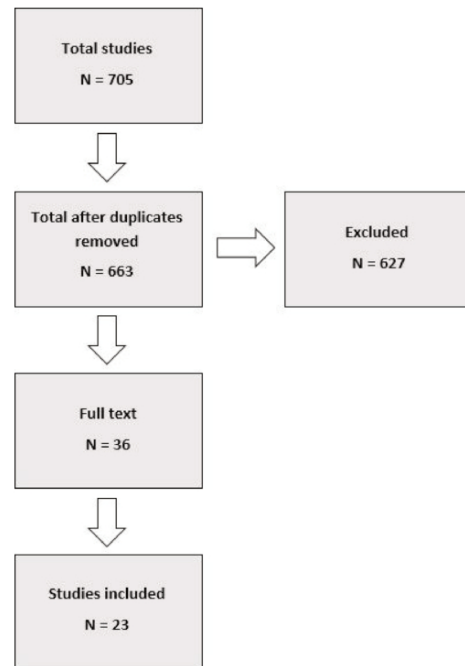 Total studies
N = 705
Total after duplicates
removed
N = 663
Excluded
N = 627
Full text
N = 36
Studies included
N = 23